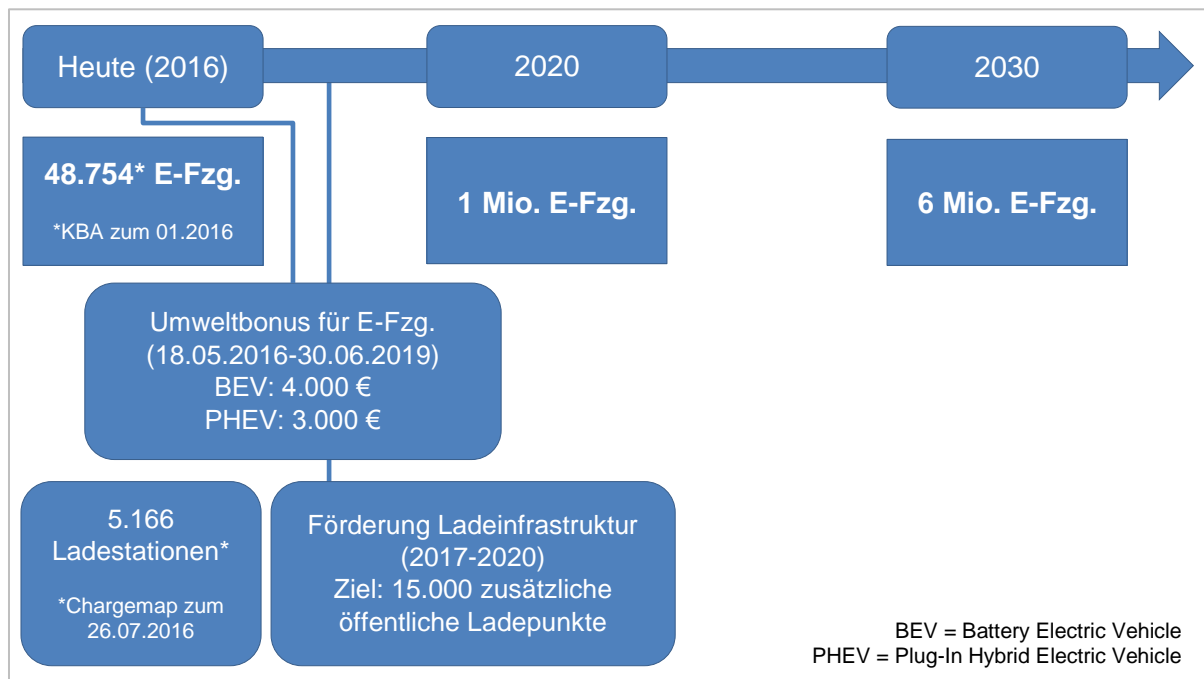 Heute (2016)
2020
2030
48.754* E-Fzg.
*KBA zum 01.2016
1 Mio. E-Fzg.
6 Mio. E-Fzg.
Umweltbonus für E-Fzg.
(18.05.2016-30.06.2019)
BEV: 4.000 €
PHEV: 3.000 €
5.166
Ladestationen*
*Chargemap zum
26.07.2016
Förderung Ladeinfrastruktur
(2017-2020)
Ziel: 15.000 zusätzliche
öffentliche Ladepunkte
BEV = Battery Electric Vehicle
PHEV = Plug-In Hybrid Electric Vehicle